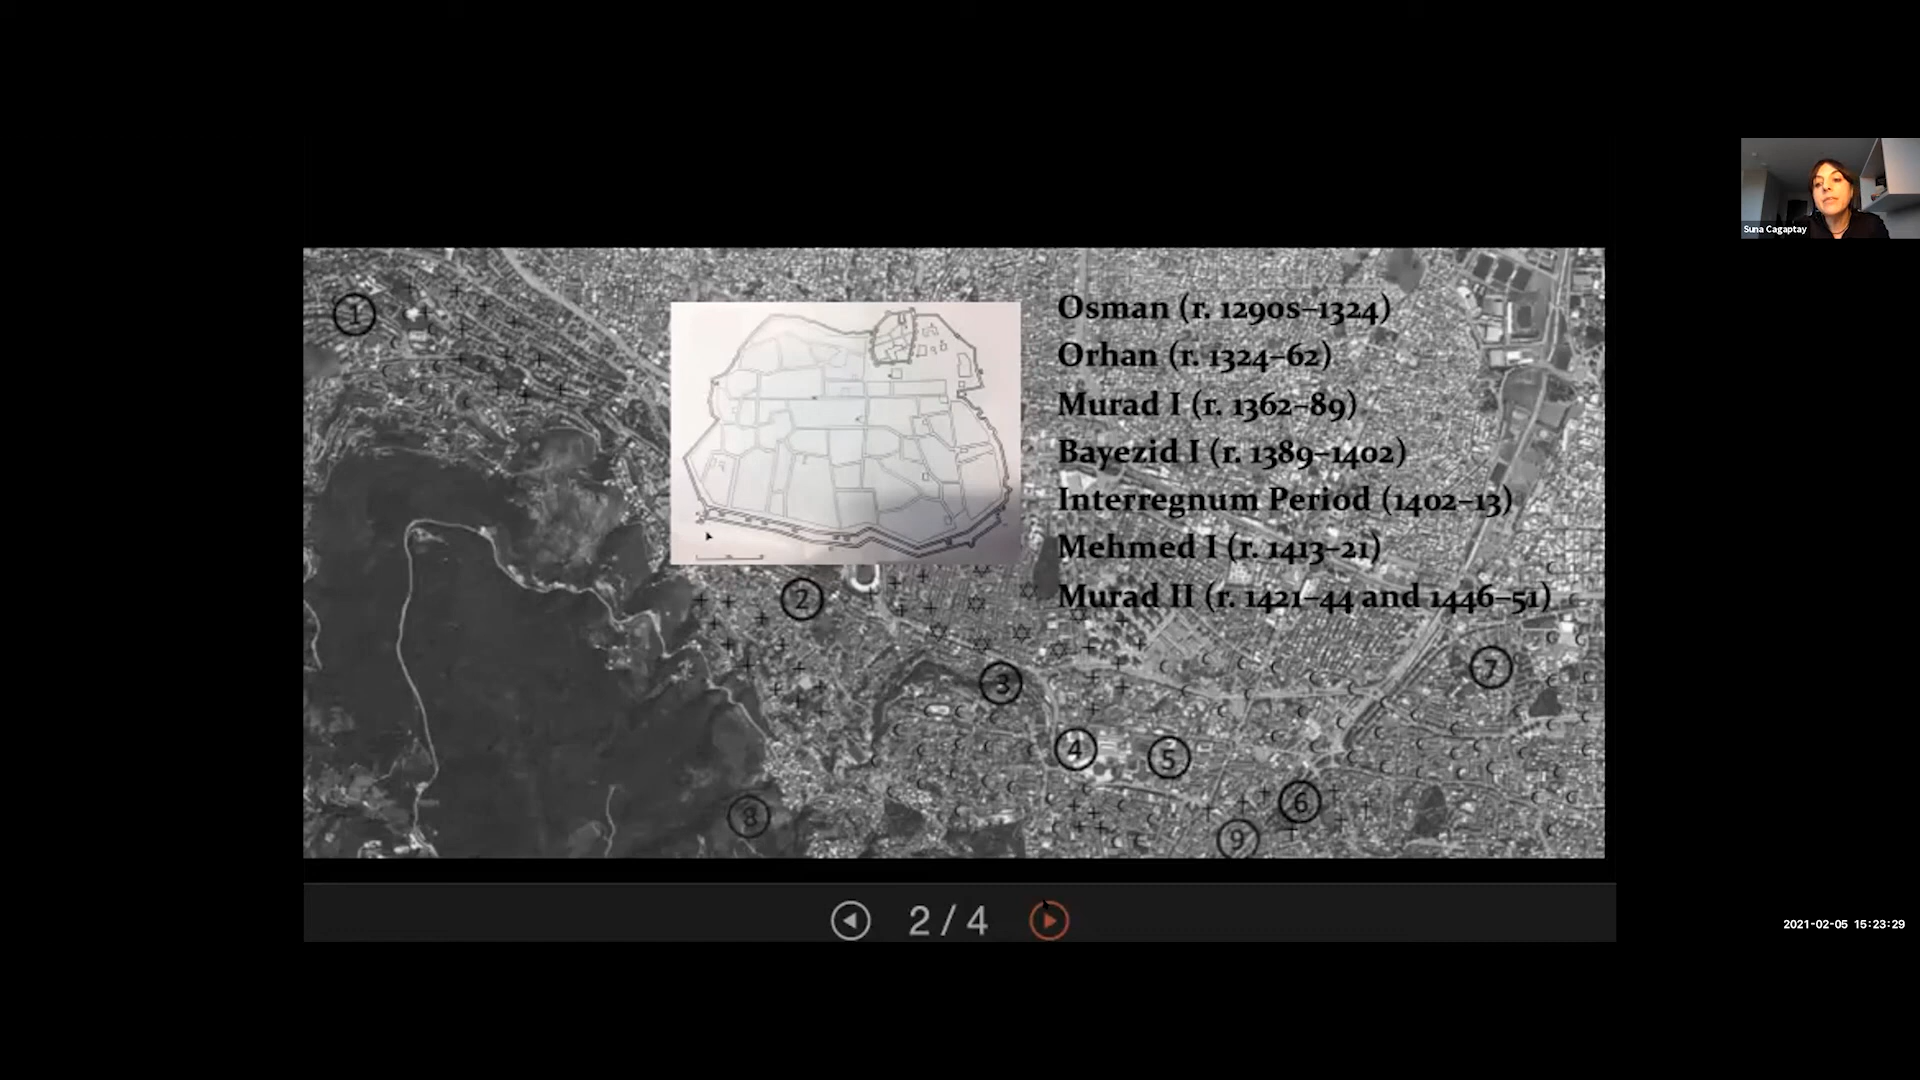 Suna Cagaptay
Osman (r. 1290s–1324)
Orhan (r. 1324–62)
Murad I (r. 1362–89)
Bayezid I (r. 1389–1402)
Interregnum Period (1402–13)
Mehmed I (r. 1413–21)
Murad II (r. 1421–44 and 1446–51)
1
2
3
4
5
6
7
8
9
2 / 4
2021-02-05 15:23:29